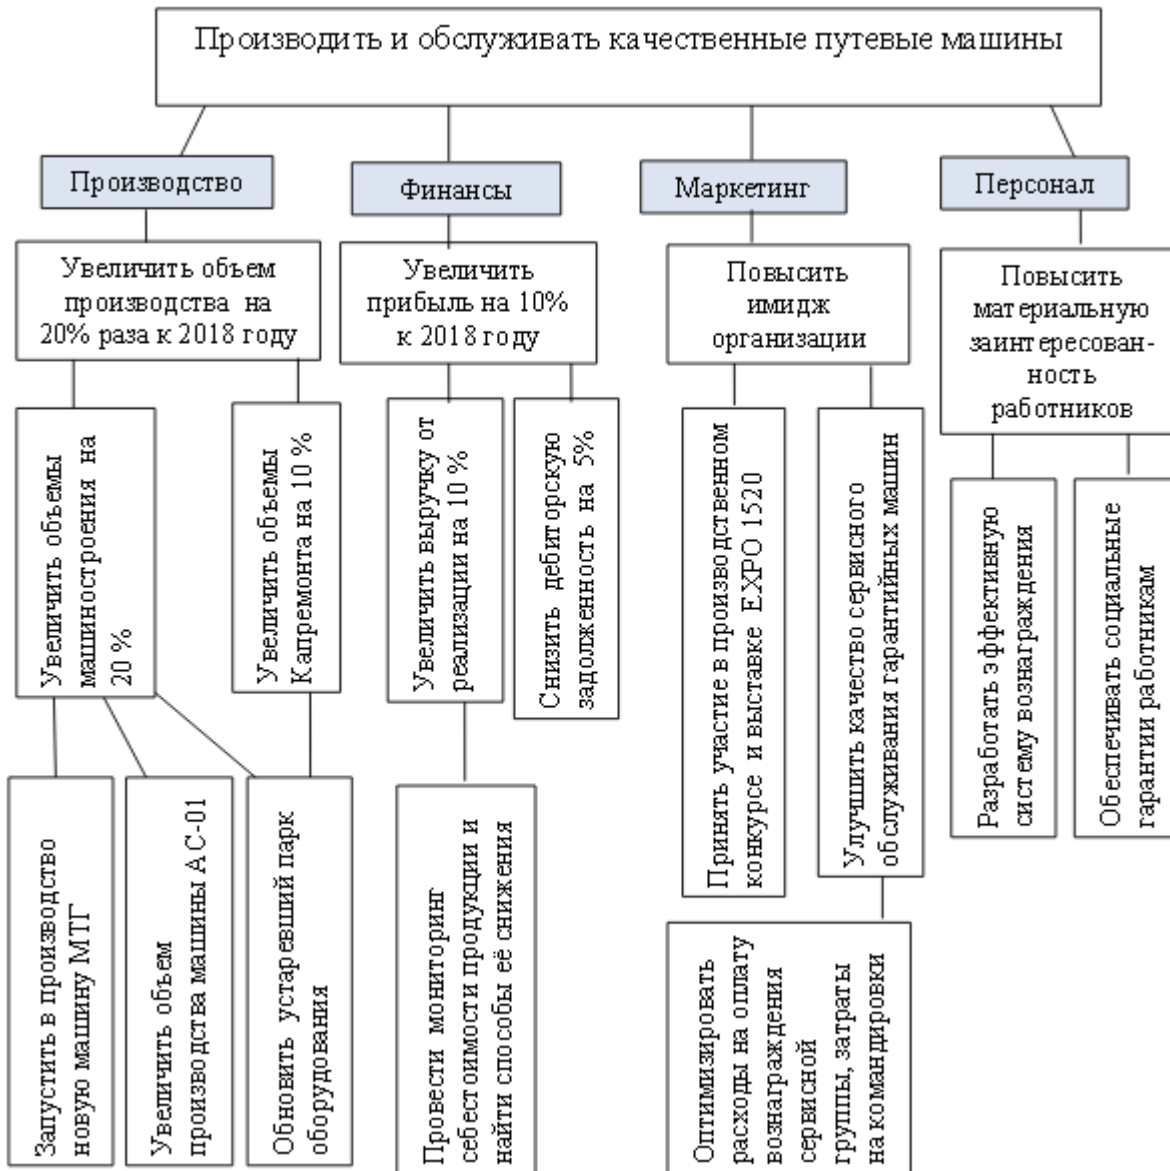 Производить и обслуживать качественные путевые машины
Производство
Финансы
Маркетинг
Персонал
Увеличить объем
производства на
20% раза к 2018 году
Увеличить
прибыль на 10%
к 2018 году
Повысить
имидж
организации
Повысить
материальную
заинтересован-
ность
работников
Увеличить объемы
машиностроения на
20 %
Увеличить объемы
Капремонта на 10 %
Увеличить выручку от
реализации на 10 %
Снизить дебиторскую
задолженность на 5%
Принять участие в производственном
конкурсе и выставке EXPO 1520
Улучшить качество сервисного
обслуживания гарантийных машин
Разработать эффективную
систему вознаграждения
Обеспечивать социальные
гарантии работникам
Запустить в производство
новую машину МТГ
Увеличить объем
производства машины АС-01
Обновить устаревший парк
оборудования
Провести мониторинг
себестоимости продукции и
найти способы её снижения
Оптимизировать
расходы на оплату
вознаграждения
сервисной
группы, затраты
на командировки